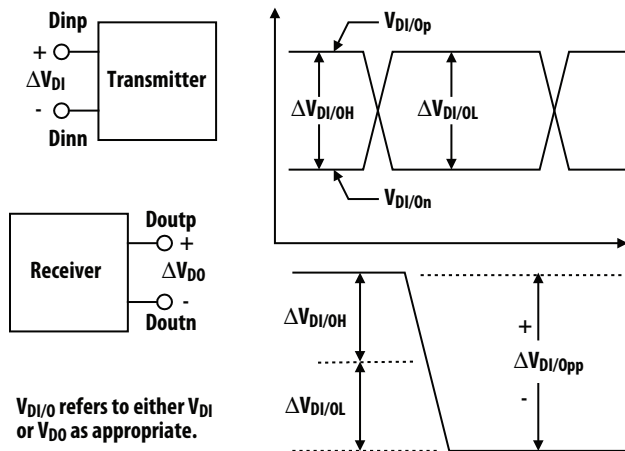 Dinp
+
ΔVDI
-
Dinn
Transmitter
VDI/Op
ΔVDI/OH
ΔVDI/OL
VDI/On
Receiver
Doutp
+
ΔVDO
-
Doutn
ΔVDI/OH
ΔVDI/OL
+
ΔVDI/Opp
-
VDI/O refers to either VDI
or VDO as appropriate.